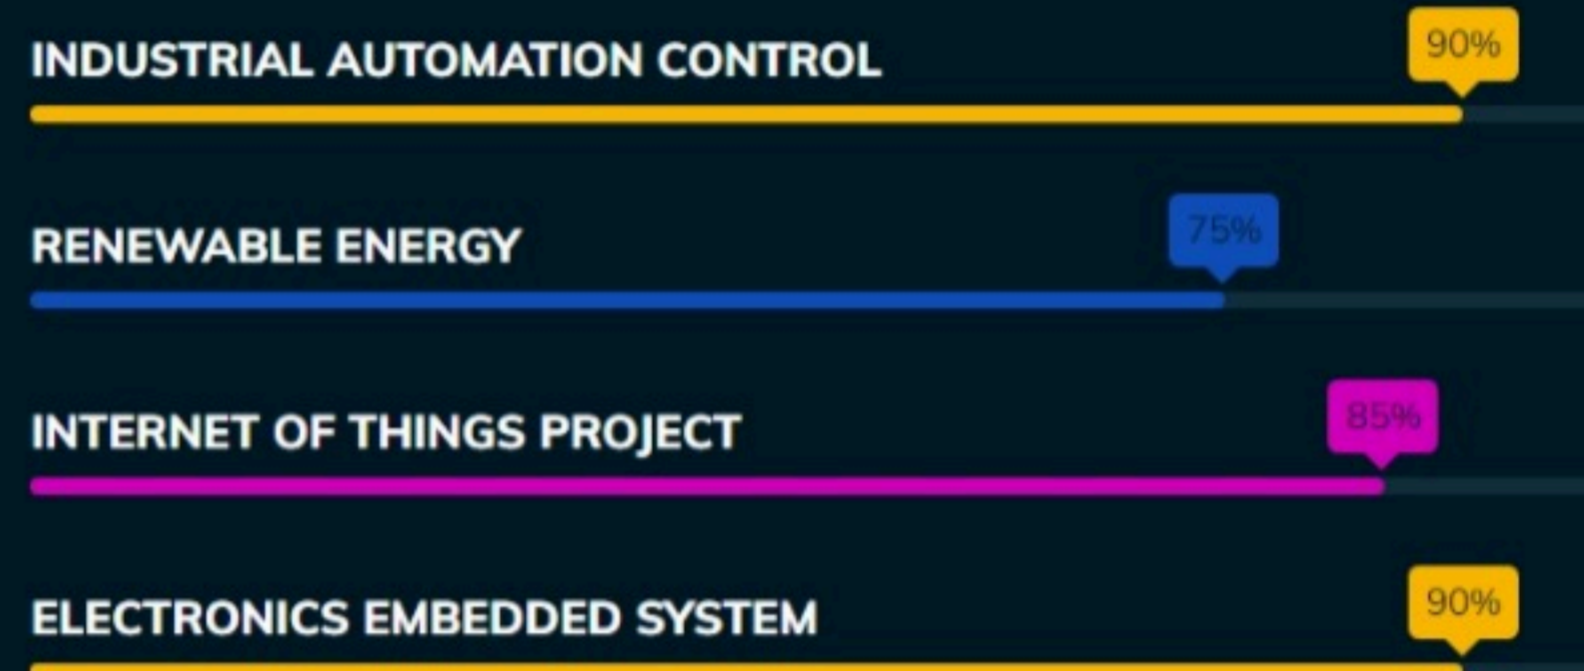 INDUSTRIAL AUTOMATION CONTROL
90%
RENEWABLE ENERGY
75%
INTERNET OF THINGS PROJECT
85%
ELECTRONICS EMBEDDED SYSTEM
90%